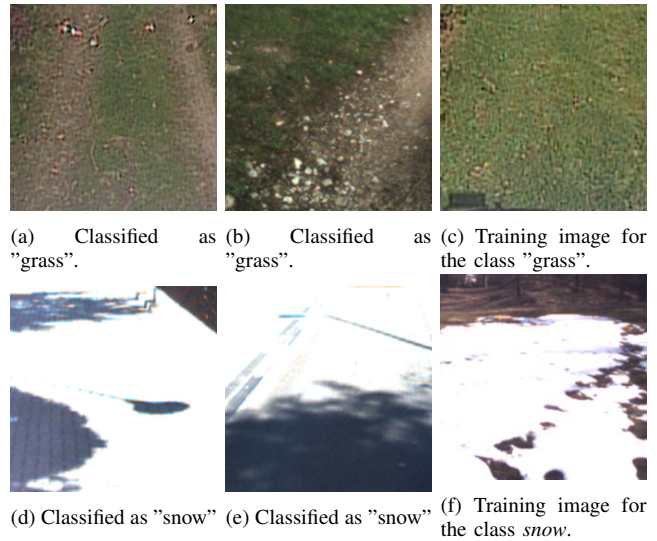 (a) Classified as
”grass”.
(b) Classified as
”grass”.
(c) Training image for
the class ”grass”.
(d) Classified as ”snow”
(e) Classified as ”snow”
(f) Training image for
the class snow.